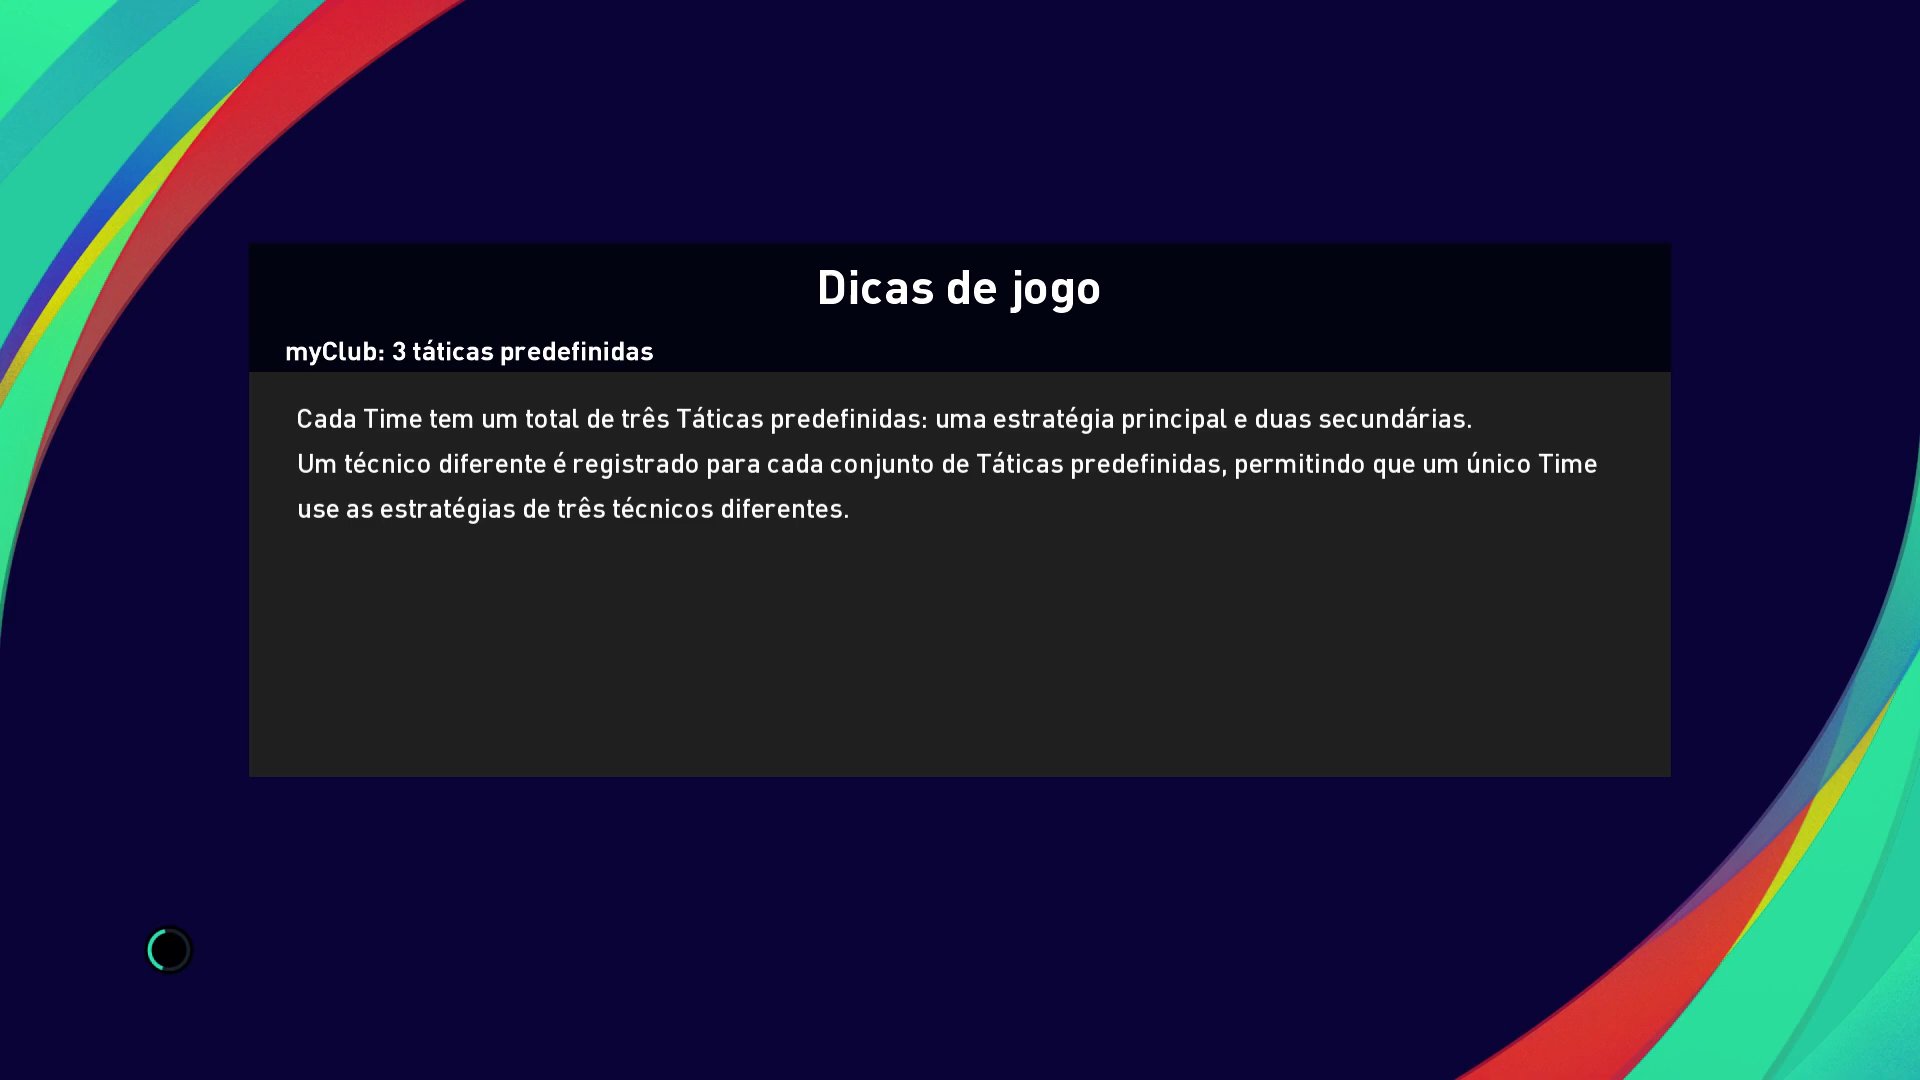 Dicas de jogo
myClub: 3 táticas predefinidas
Cada Time tem um total de três Táticas predefinidas: uma estratégia principal e duas secundárias.
Um técnico diferente é registrado para cada conjunto de Táticas predefinidas, permitindo que um único Time
use as estratégias de três técnicos diferentes.